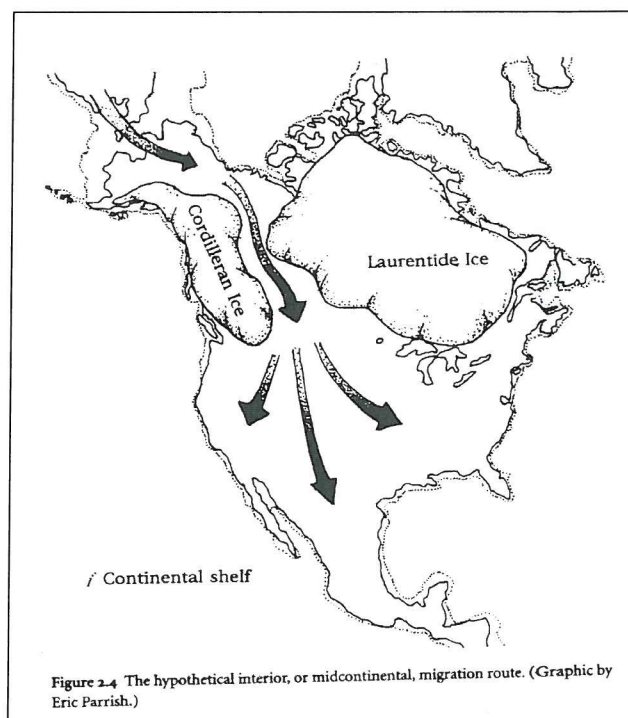 Cordilleran Ice
Laurentide Ice
Continental shelf
Figure 2.4 The hypothetical interior, or midcontinental, migration route. (Graphic by
Eric Parrish.)